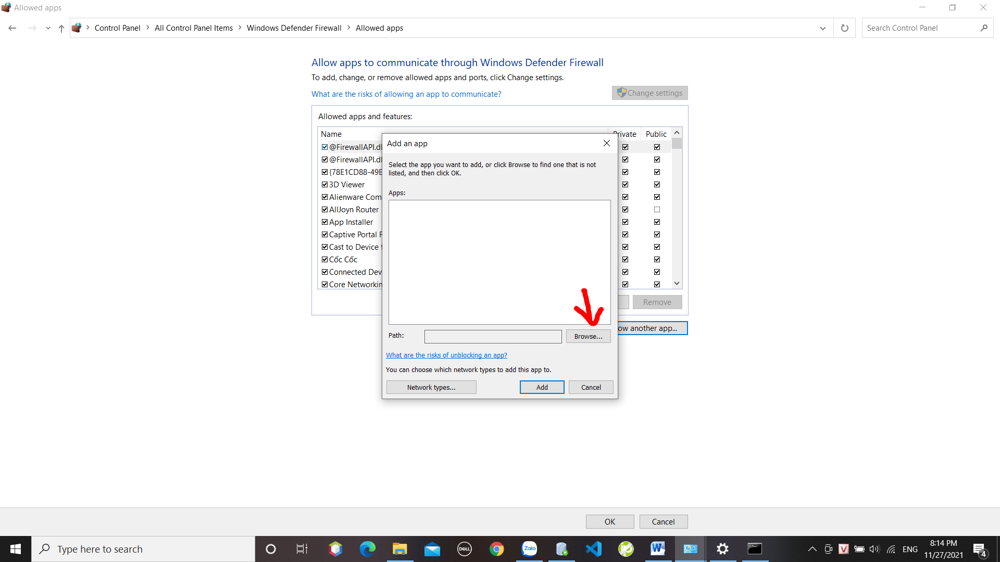 Allowed apps
Control Panel > All Control Panel Items > Windows Defender Firewall > Allowed apps
Search Control Panel
Allow apps to communicate through Windows Defender Firewall
To add, change, or remove allowed apps and ports, click Change settings.
What are the risks of allowing an app to communicate?
Change settings
Allowed apps and features:
Name
Private
Public
@FirewallAPI.dl
@FirewallAPI.dl
{78E1CD88-49E
3D Viewer
Alienware Com
AllJoyn Router
App Installer
Captive Portal F
Cast to Device f
Cốc Cốc
Connected Dev
Core Networkin
Remove
ow another app...
Add an app
Select the app you want to add, or click Browse to find one that is not
listed, and then click OK.
Apps:
Path:
Browse...
What are the risks of unblocking an app?
You can choose which network types to add this app to.
Network types...
Add
Cancel
OK
Cancel
Type here to search
DELL
Zalo
W
V
ENG
8:14 PM
11/27/2021
4